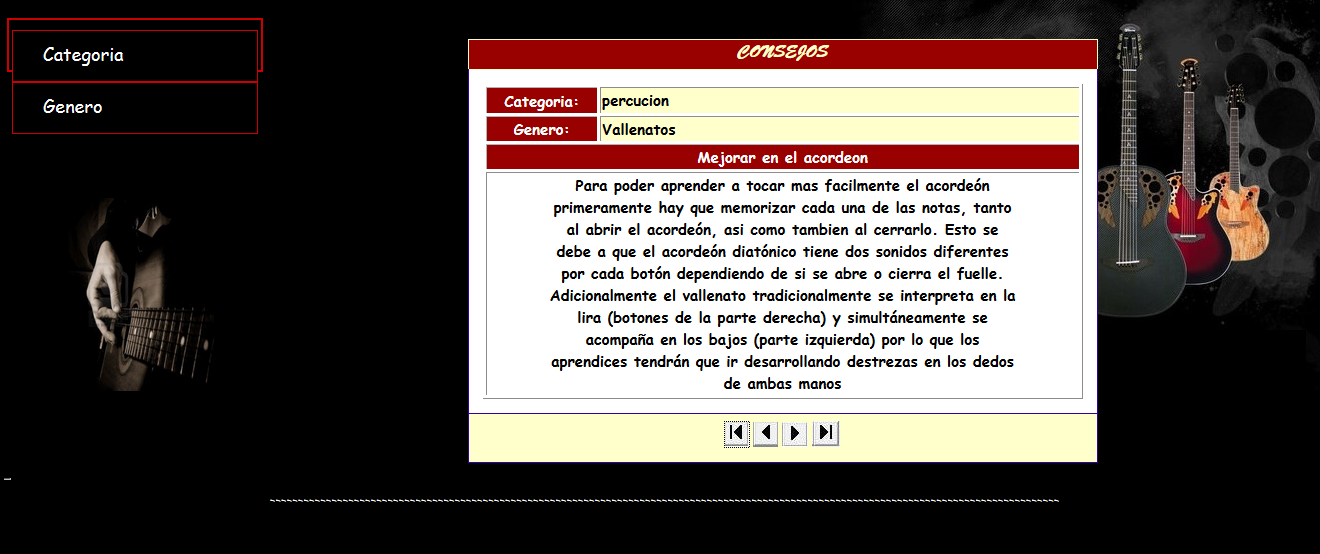 Categoria
Genero
CONSEJOS
Categoria: percucion
Genero: Vallenatos
Mejorar en el acordeon
Para poder aprender a tocar mas facilmente el acordeón
primeramente hay que memorizar cada una de las notas, tanto
al abrir el acordeón, asi como tambien al cerrarlo. Esto se
debe a que el acordeón diatónico tiene dos sonidos diferentes
por cada botón dependiendo de si se abre o cierra el fuelle.
Adicionalmente el vallenato tradicionalmente se interpreta en la
lira (botones de la parte derecha) y simultáneamente se
acompaña en los bajos (parte izquierda) por lo que los
aprendices tendrán que ir desarrollando destrezas en los dedos
de ambas manos